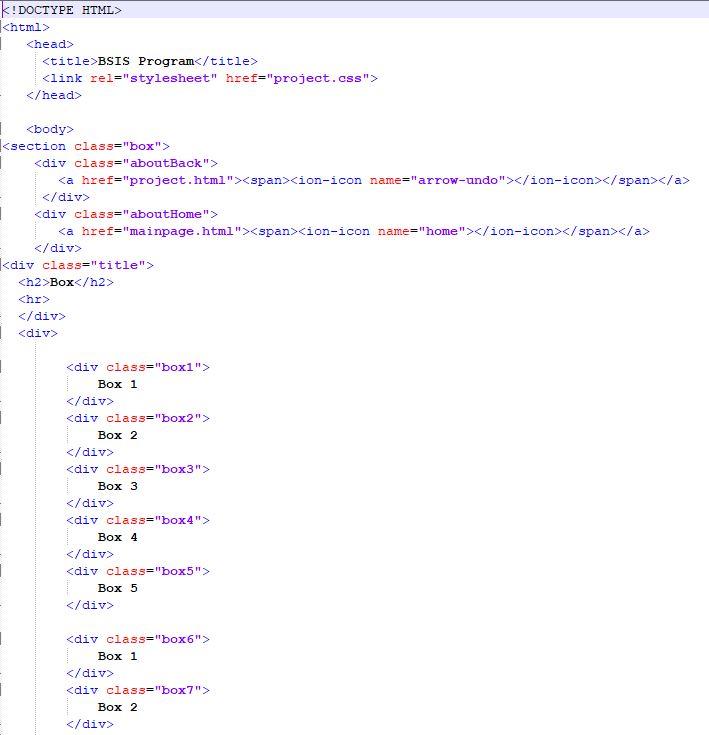 <!DOCTYPE HTML>
<html>
<head>
<title>BSIS Program</title>
<link rel="stylesheet" href="project.css">
</head>
<body>
<section class="box">
<div class="aboutBack">
<a href="project.html"><span><ion-icon name="arrow-undo"></ion-icon></span></a>
</div>
<div class="aboutHome">
<a href="mainpage.html"><span><ion-icon name="home"></ion-icon></span></a>
</div>
<div class="title">
<h2>Box</h2>
<hr>
</div>
<div>
<div class="box1">
Box 1
</div>
<div class="box2">
Box 2
</div>
<div class="box3">
Box 3
</div>
<div class="box4">
Box 4
</div>
<div class="box5">
Box 5
</div>
<div class="box6">
Box 1
</div>
<div class="box7">
Box 2
</div>